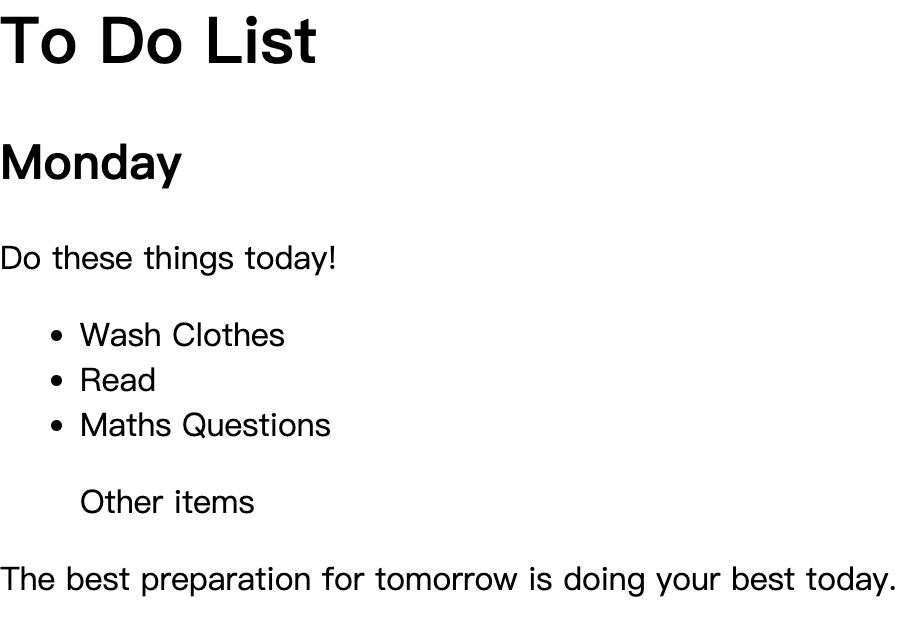 To Do List
Monday
Do these things today!
• Wash Clothes
• Read
• Maths Questions
Other items
The best preparation for tomorrow is doing your best today.